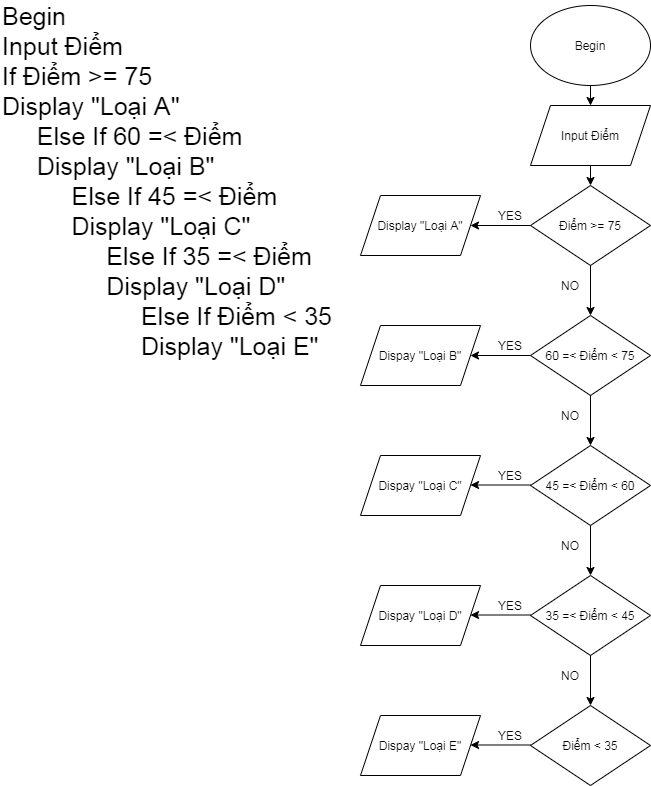 Begin
Input Điểm
If Điểm >= 75
Display "Loại A"
Else If 60 =< Điểm
Display "Loại B"
Else If 45 =< Điểm
Display "Loại C"
Else If 35 =< Điểm
Display "Loại D"
Else If Điểm < 35
Display "Loại E"
Begin
Input Điểm
Điểm >= 75
YES
Display "Loại A"
NO
60 =< Điểm < 75
YES
Dispay "Loại B"
NO
45 =< Điểm < 60
YES
Dispay "Loại C"
NO
35 =< Điểm < 45
YES
Dispay "Loại D"
NO
Điểm < 35
YES
Dispay "Loại E"